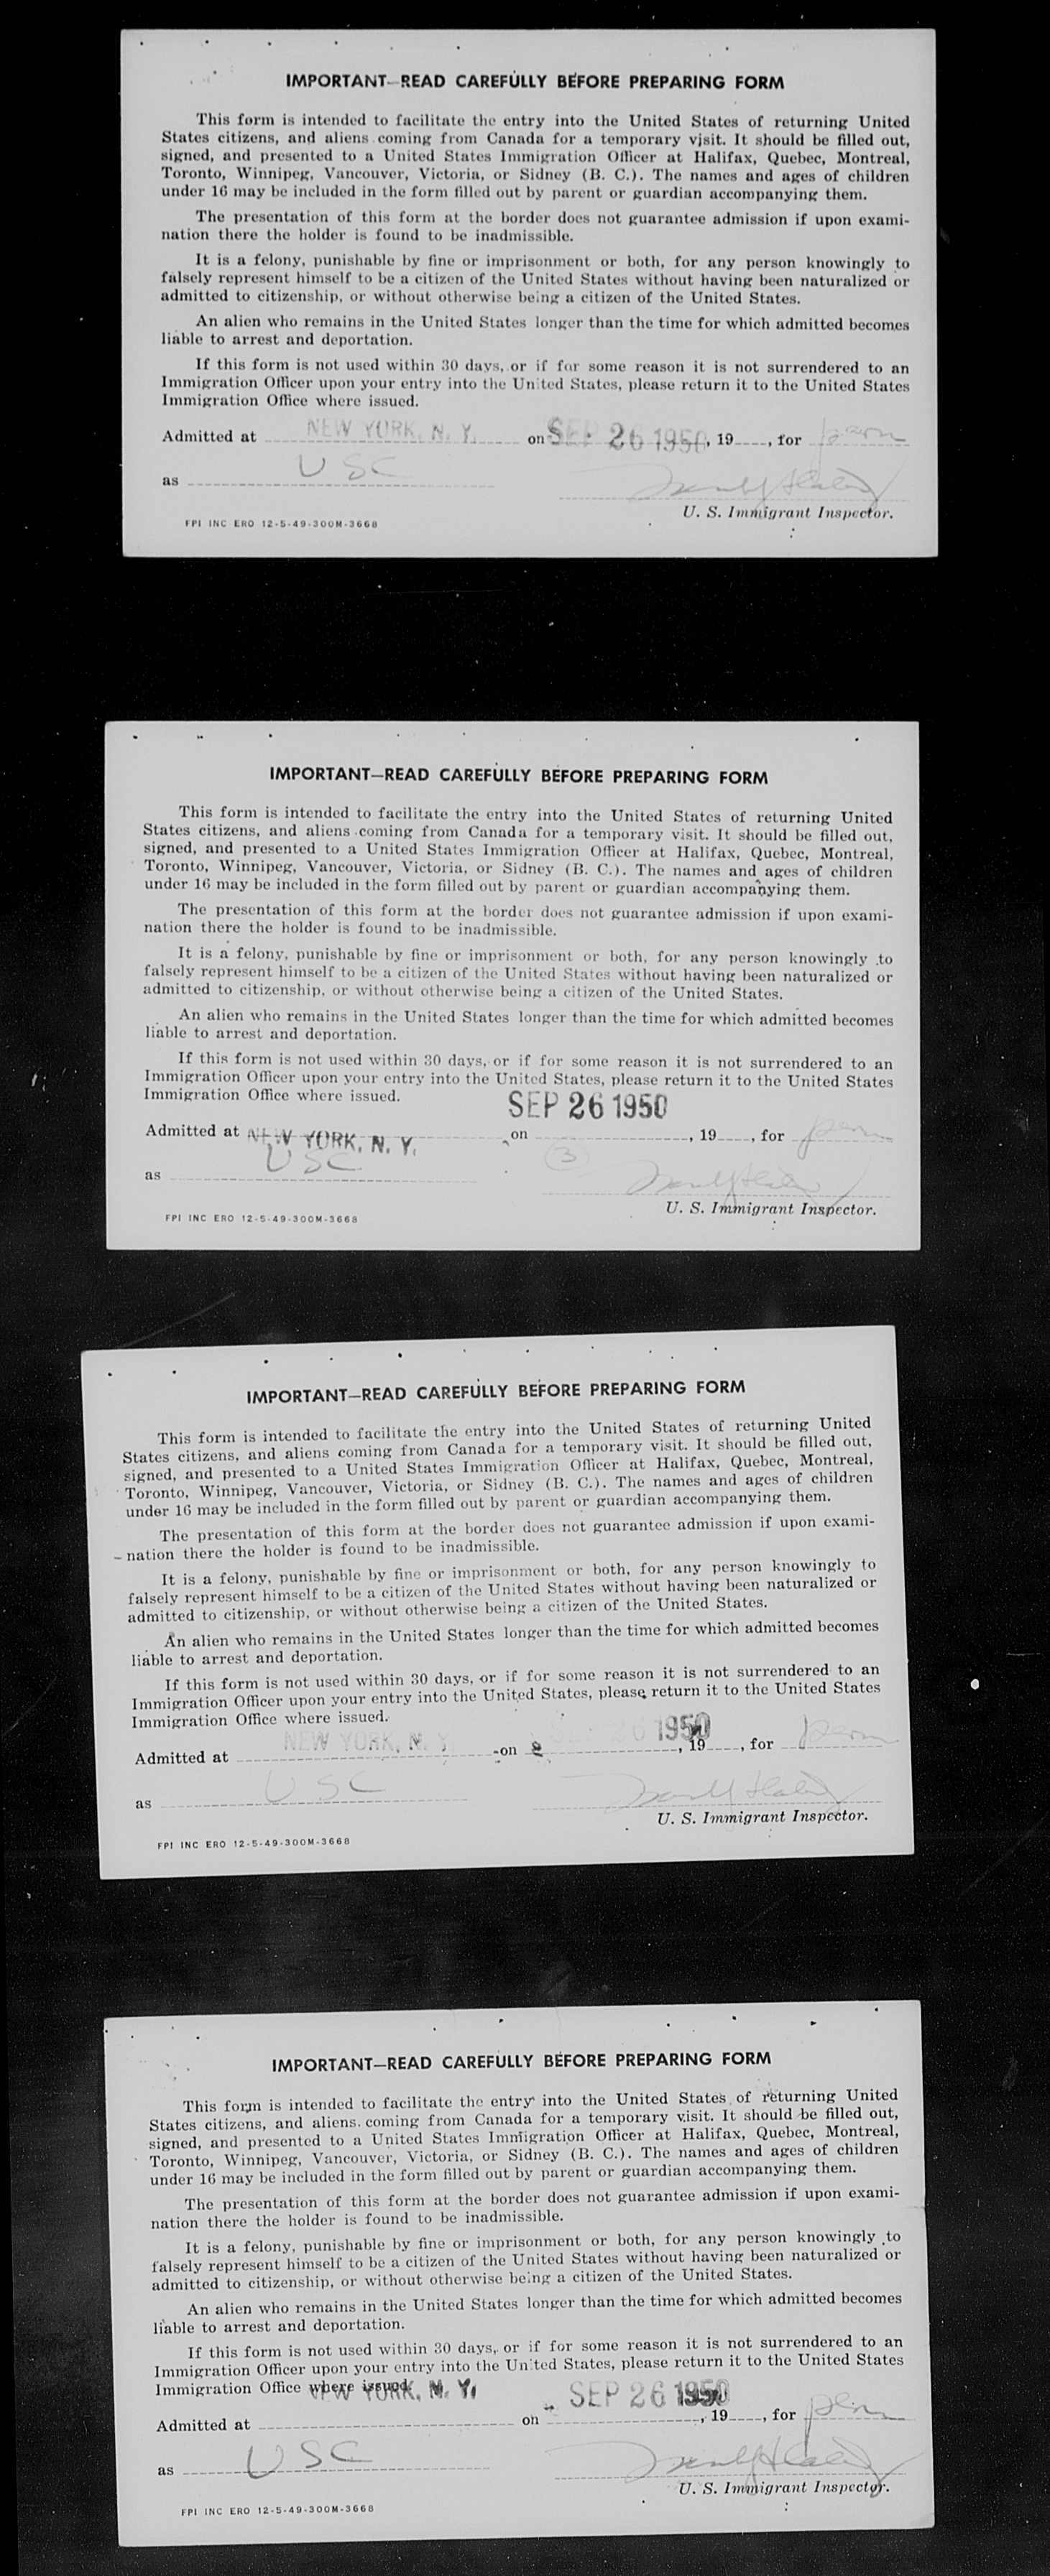 IMPORTANT—READ CAREFULLY BEFORE PREPARING FORM
This form is intended to facilitate the entry into the United States of returning United
States citizens, and aliens coming from Canada for a temporary visit. It should be filled out,
signed, and presented to a United States Immigration Officer at Halifax, Quebec, Montreal,
Toronto, Winnipeg, Vancouver, Victoria, or Sidney (B. C.). The names and ages of children
under 16 may be included in the form filled out by parent or guardian accompanying them.
The presentation of this form at the border does not guarantee admission if upon exami-
nation there the holder is found to be inadmissible.
It is a felony, punishable by fine or imprisonment or both, for any person knowingly to
falsely represent himself to be a citizen of the United States without having been naturalized or
admitted to citizenship, or without otherwise being a citizen of the United States.
An alien who remains in the United States longer than the time for which admitted becomes
liable to arrest and deportation.
If this form is not used within 30 days, or if for some reason it is not surrendered to an
Immigration Officer upon your entry into the United States, please return it to the United States
Immigration Office where issued.
Admitted at NEW YORK, N. Y. on SEP 26 1950, 19, for perm
as USC
U. S. Immigrant Inspector.
FPI INC ERO 12-5-49-300M-3668
IMPORTANT—READ CAREFULLY BEFORE PREPARING FORM
This form is intended to facilitate the entry into the United States of returning United
States citizens, and aliens coming from Canada for a temporary visit. It should be filled out,
signed, and presented to a United States Immigration Officer at Halifax, Quebec, Montreal,
Toronto, Winnipeg, Vancouver, Victoria, or Sidney (B. C.). The names and ages of children
under 16 may be included in the form filled out by parent or guardian accompanying them.
The presentation of this form at the border does not guarantee admission if upon exami-
nation there the holder is found to be inadmissible.
It is a felony, punishable by fine or imprisonment or both, for any person knowingly to
falsely represent himself to be a citizen of the United States without having been naturalized or
admitted to citizenship, or without otherwise being a citizen of the United States.
An alien who remains in the United States longer than the time for which admitted becomes
liable to arrest and deportation.
If this form is not used within 30 days, or if for some reason it is not surrendered to an
Immigration Officer upon your entry into the United States, please return it to the United States
Immigration Office where issued.
SEP 26 1950
Admitted at NEW YORK, N. Y. on , 19, for perm
as USC 3
U. S. Immigrant Inspector.
FPI INC ERO 12-5-49-300M-3668
IMPORTANT—READ CAREFULLY BEFORE PREPARING FORM
This form is intended to facilitate the entry into the United States of returning United
States citizens, and aliens coming from Canada for a temporary visit. It should be filled out,
signed, and presented to a United States Immigration Officer at Halifax, Quebec, Montreal,
Toronto, Winnipeg, Vancouver, Victoria, or Sidney (B. C.). The names and ages of children
under 16 may be included in the form filled out by parent or guardian accompanying them.
The presentation of this form at the border does not guarantee admission if upon exami-
nation there the holder is found to be inadmissible.
It is a felony, punishable by fine or imprisonment or both, for any person knowingly to
falsely represent himself to be a citizen of the United States without having been naturalized or
admitted to citizenship, or without otherwise being a citizen of the United States.
An alien who remains in the United States longer than the time for which admitted becomes
liable to arrest and deportation.
If this form is not used within 30 days, or if for some reason it is not surrendered to an
Immigration Officer upon your entry into the United States, please return it to the United States
Immigration Office where issued.
26 1950
Admitted at NEW YORK, N. Y. on , 19, for perm
as USC
U. S. Immigrant Inspector.
FPI INC ERO 12-5-49-300M-3668
IMPORTANT—READ CAREFULLY BEFORE PREPARING FORM
This form is intended to facilitate the entry into the United States of returning United
States citizens, and aliens coming from Canada for a temporary visit. It should be filled out,
signed, and presented to a United States Immigration Officer at Halifax, Quebec, Montreal,
Toronto, Winnipeg, Vancouver, Victoria, or Sidney (B. C.). The names and ages of children
under 16 may be included in the form filled out by parent or guardian accompanying them.
The presentation of this form at the border does not guarantee admission if upon exami-
nation there the holder is found to be inadmissible.
It is a felony, punishable by fine or imprisonment or both, for any person knowingly to
falsely represent himself to be a citizen of the United States without having been naturalized or
admitted to citizenship, or without otherwise being a citizen of the United States.
An alien who remains in the United States longer than the time for which admitted becomes
liable to arrest and deportation.
If this form is not used within 30 days, or if for some reason it is not surrendered to an
Immigration Officer upon your entry into the United States, please return it to the United States
Immigration Office where issued.
NEW YORK, N. Y. SEP 26 1950
Admitted at on , 19, for perm
as USC
U. S. Immigrant Inspector.
FPI INC ERO 12-5-49-300M-3668